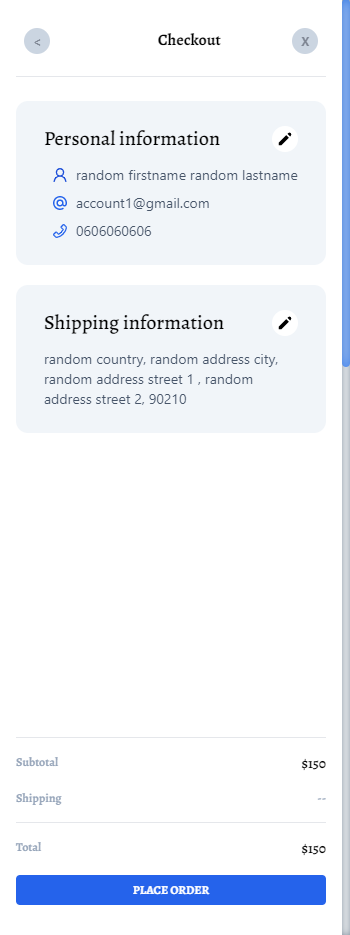 <
Checkout
X
Personal information
random firstname random lastname
account1@gmail.com
0606060606
Shipping information
random country, random address city,
random address street 1 , random
address street 2, 90210
Subtotal
$150
Shipping
--
Total
$150
PLACE ORDER